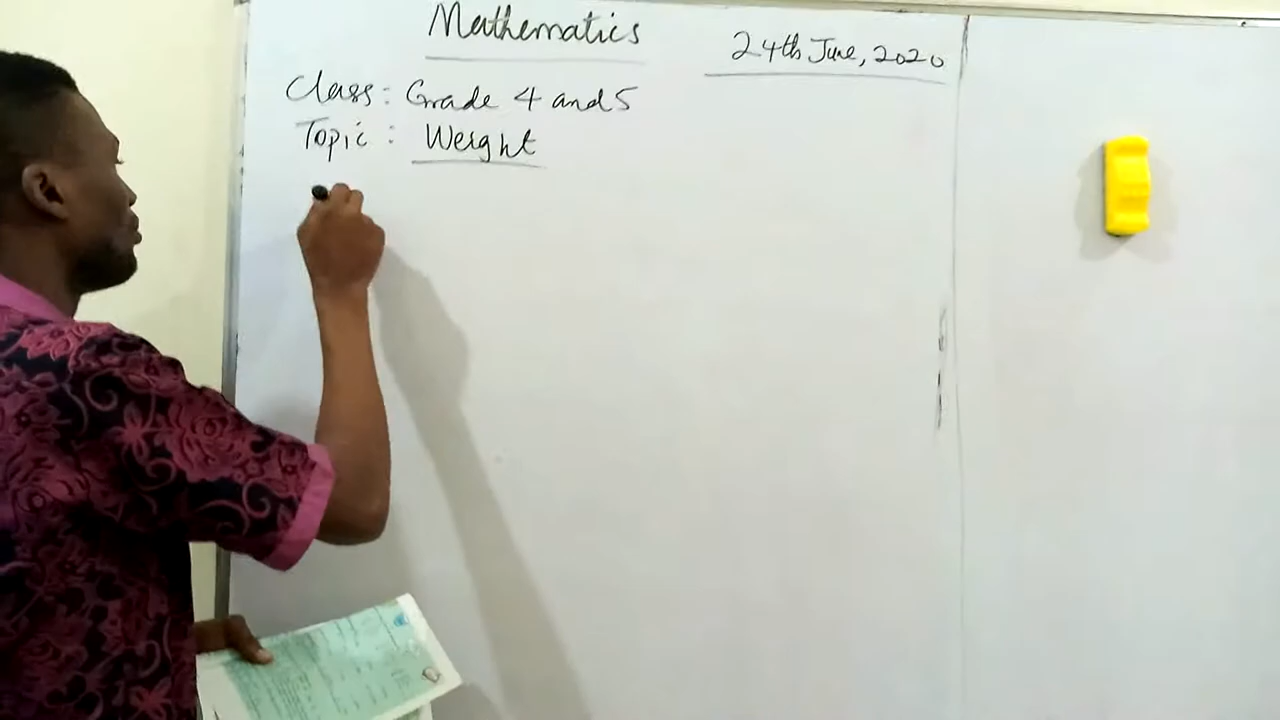 Mathematics
24th June, 2020
Class: Grade 4 and 5
Topic: Weight